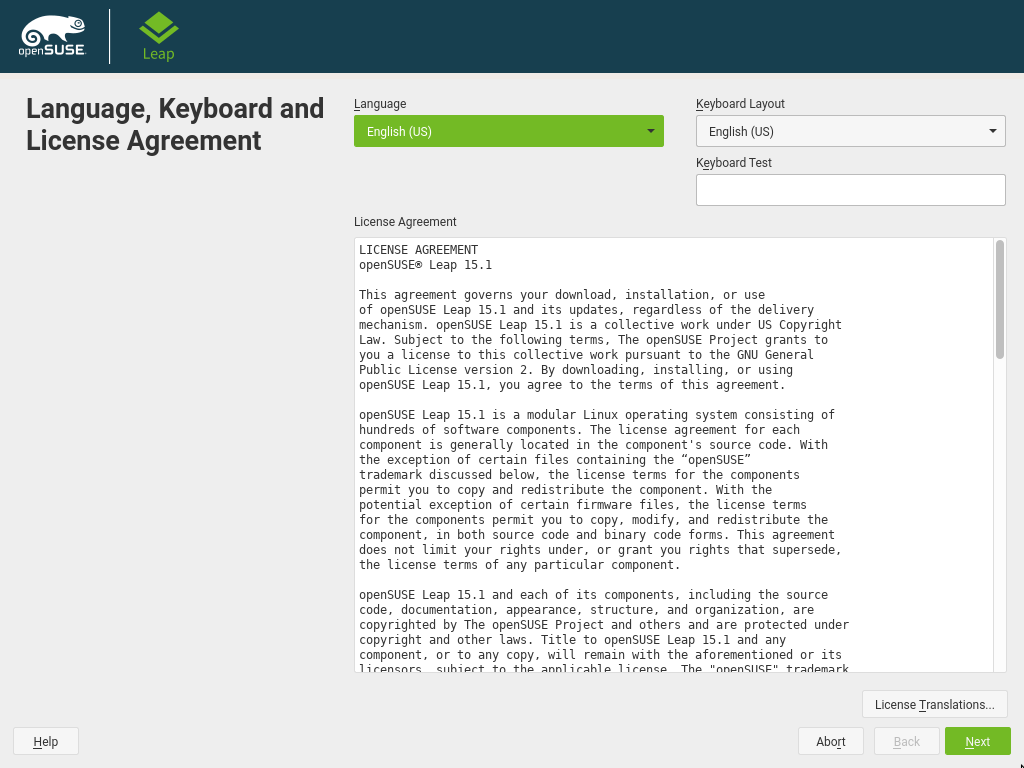 openSUSE
Leap
Language, Keyboard and
License Agreement
Language
English (US)
Keyboard Layout
English (US)
Keyboard Test
License Agreement
LICENSE AGREEMENT
openSUSE® Leap 15.1
This agreement governs your download, installation, or use
of openSUSE Leap 15.1 and its updates, regardless of the delivery
mechanism. openSUSE Leap 15.1 is a collective work under US Copyright
Law. Subject to the following terms, The openSUSE Project grants to
you a license to this collective work pursuant to the GNU General
Public License version 2. By downloading, installing, or using
openSUSE Leap 15.1, you agree to the terms of this agreement.
openSUSE Leap 15.1 is a modular Linux operating system consisting of
hundreds of software components. The license agreement for each
component is generally located in the component's source code. With
the exception of certain files containing the “openSUSE”
trademark discussed below, the license terms for the components
permit you to copy and redistribute the component. With the
potential exception of certain firmware files, the license terms
for the components permit you to copy, modify, and redistribute the
component, in both source code and binary code forms. This agreement
does not limit your rights under, or grant you rights that supersede,
the license terms of any particular component.
openSUSE Leap 15.1 and each of its components, including the source
code, documentation, appearance, structure, and organization, are
copyrighted by The openSUSE Project and others and are protected under
copyright and other laws. Title to openSUSE Leap 15.1 and any
component, or to any copy, will remain with the aforementioned or its
licensors, subject to the applicable license. The "openSUSE" trademark
License Translations...
Help
Abort
Back
Next